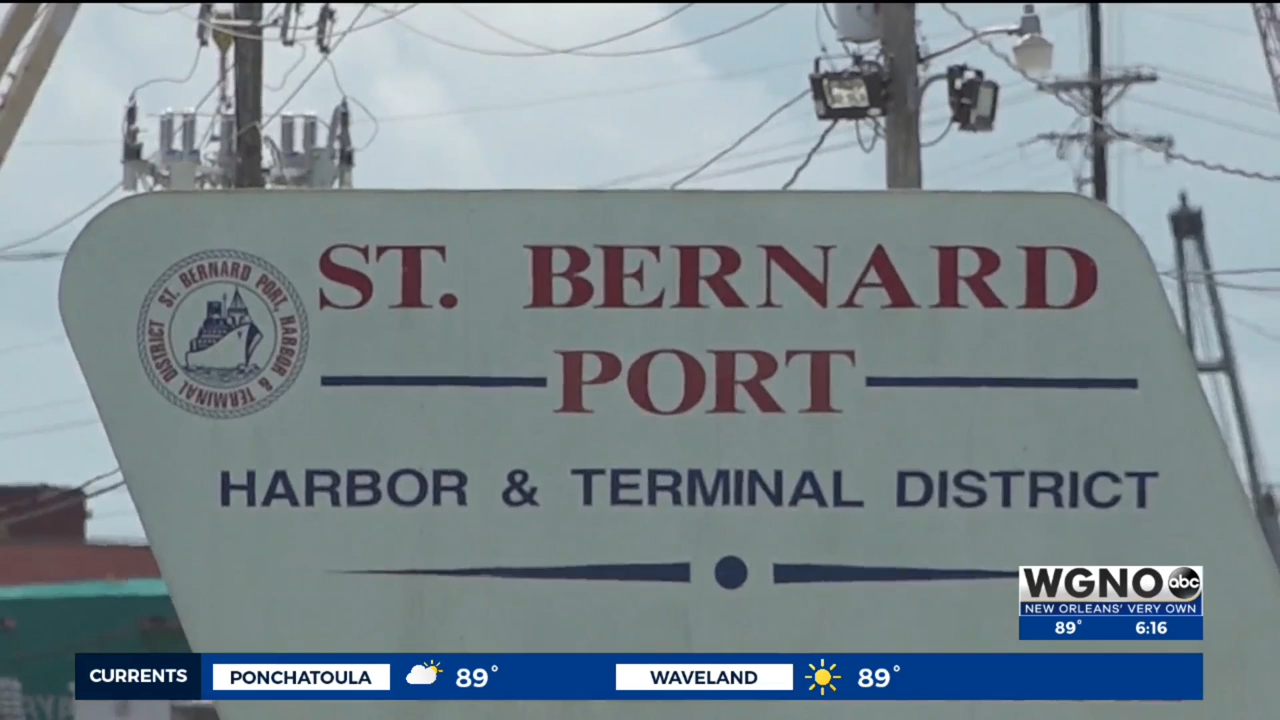 ST. BERNARD PORT, HARBOR & TERMINAL DISTRICT
ST. BERNARD
PORT
HARBOR & TERMINAL DISTRICT
WGNO abc
NEW ORLEANS' VERY OWN
89° 6:16
CURRENTS PONCHATOULA 89° WAVELAND 89°